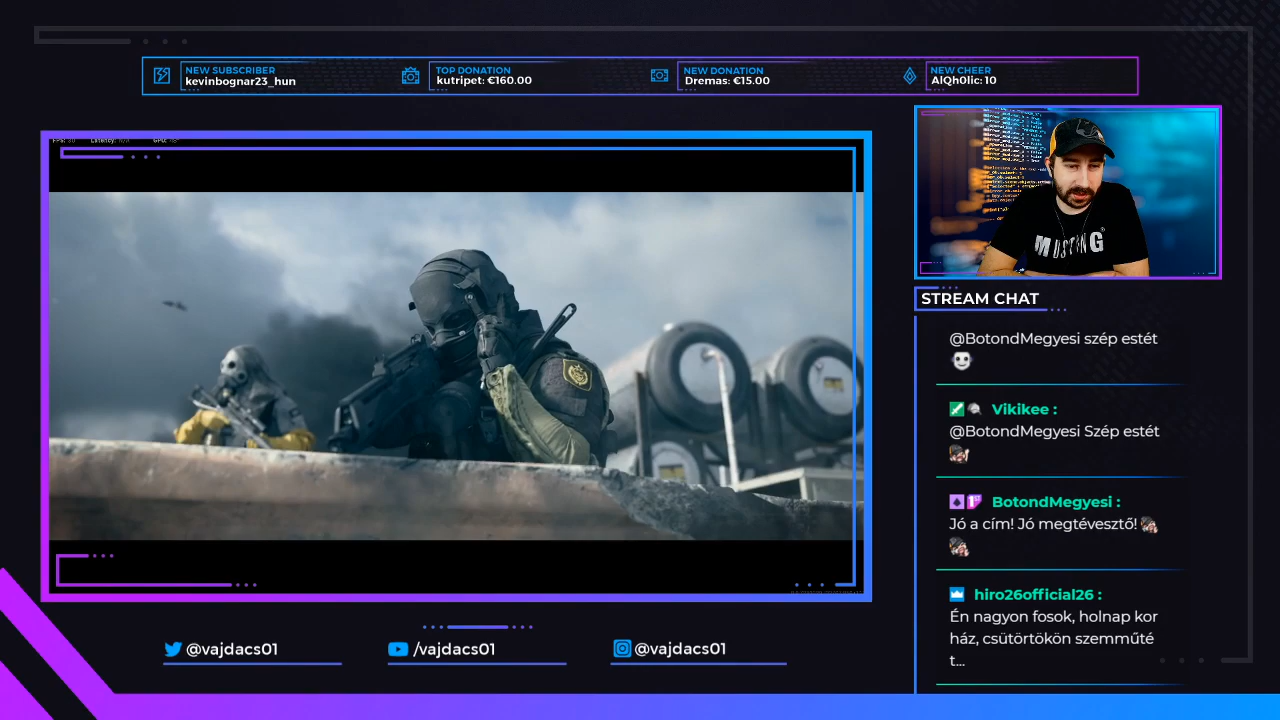 NEW SUBSCRIBER
kevinbognar23_hun
TOP DONATION
kutripet: €160.00
NEW DONATION
Dremas: €15.00
NEW CHEER
AlQh0lic: 10
MUSTANG
STREAM CHAT
@BotondMegyesi szép estét
Vikikee :
@BotondMegyesi Szép estét
BotondMegyesi :
Jó a cím! Jó megtévesztő!
hiro26official26 :
Én nagyon fosok, holnap kor
ház, csütörtökön szemműté
t...
@vajdacs01
/vajdacs01
@vajdacs01